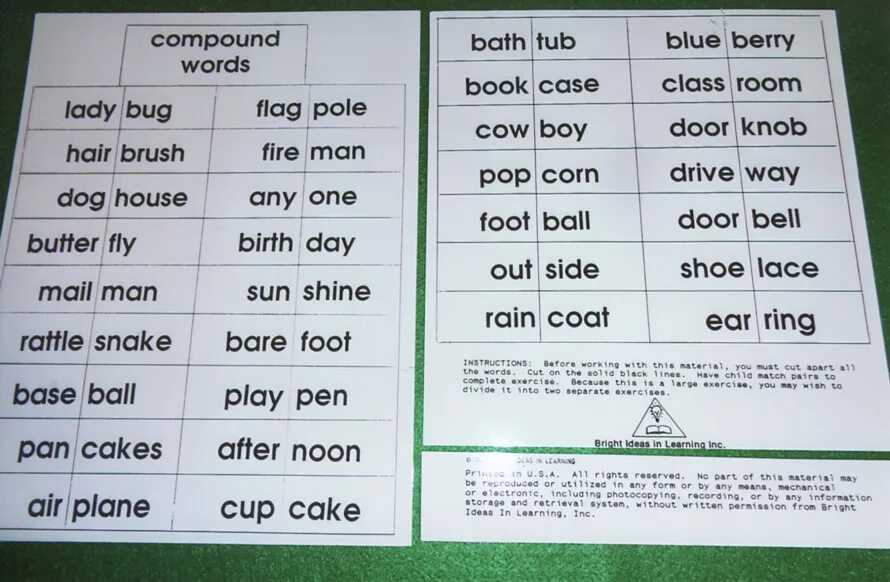 compound
words
lady bug flag pole
hair brush fire man
dog house any one
butter fly birth day
mail man sun shine
rattle snake bare foot
base ball play pen
pan cakes after noon
air plane cup cake
bath tub blue berry
book case class room
cow boy door knob
pop corn drive way
foot ball door bell
out side shoe lace
rain coat ear ring
INSTRUCTIONS: Before working with this material, you must cut apart all
the words. Cut on the solid black lines. Have child match pairs to
complete exercise. Because this is a large exercise, you may wish to
divide it into two separate exercises.
Bright Ideas in Learning Inc.
IDEAS IN LEARNING
Printed in U.S.A. All rights reserved. No part of this material may
be reproduced or utilized in any form or by any means, mechanical
or electronic, including photocopying, recording, or by any information
storage and retrieval system, without written permission from Bright
Ideas In Learning, Inc.